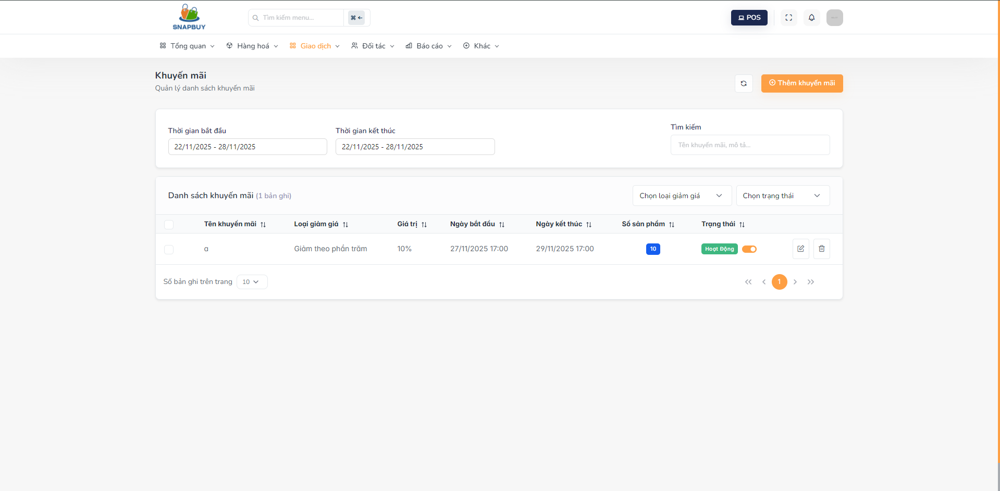 SNAPBUY
Tìm kiếm menu...
⌘ ←
POS
Tổng quan
Hàng hoá
Giao dịch
Đối tác
Báo cáo
Khác
Khuyến mãi
Quản lý danh sách khuyến mãi
Thêm khuyến mãi
Thời gian bắt đầu
Thời gian kết thúc
Tìm kiếm
22/11/2025 - 28/11/2025
22/11/2025 - 28/11/2025
Tên khuyến mãi, mô tả...
Danh sách khuyến mãi (1 bản ghi)
Chọn loại giảm giá
Chọn trạng thái
Tên khuyến mãi
Loại giảm giá
Giá trị
Ngày bắt đầu
Ngày kết thúc
Số sản phẩm
Trạng thái
a
Giảm theo phần trăm
10%
27/11/2025 17:00
29/11/2025 17:00
10
Hoạt Động
Số bản ghi trên trang
10
1